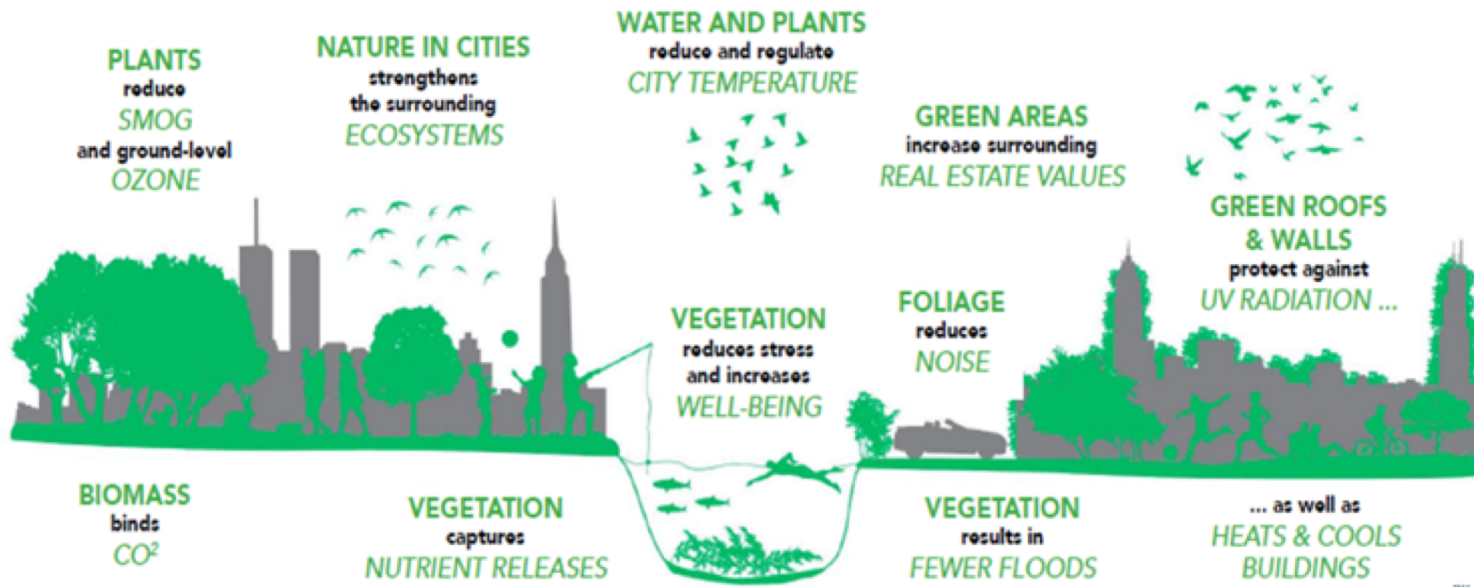 PLANTS
reduce
SMOG
and ground-level
OZONE
NATURE IN CITIES
strengthens
the surrounding
ECOSYSTEMS
WATER AND PLANTS
reduce and regulate
CITY TEMPERATURE
GREEN AREAS
increase surrounding
REAL ESTATE VALUES
GREEN ROOFS
& WALLS
protect against
UV RADIATION ...
VEGETATION
reduces stress
and increases
WELL-BEING
FOLIAGE
reduces
NOISE
BIOMASS
binds
CO²
VEGETATION
captures
NUTRIENT RELEASES
VEGETATION
results in
FEWER FLOODS
... as well as
HEATS & COOLS
BUILDINGS